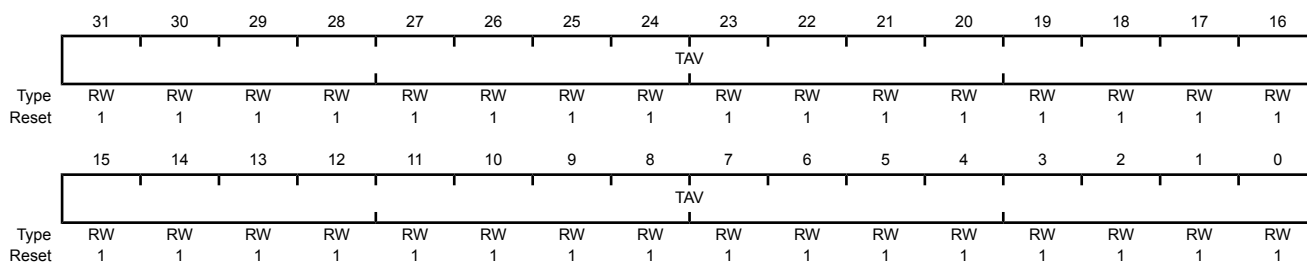 31 30 29 28 27 26 25 24 23 22 21 20 19 18 17 16
TAV
Type RW RW RW RW RW RW RW RW RW RW RW RW RW RW RW RW
Reset 1 1 1 1 1 1 1 1 1 1 1 1 1 1 1 1
15 14 13 12 11 10 9 8 7 6 5 4 3 2 1 0
TAV
Type RW RW RW RW RW RW RW RW RW RW RW RW RW RW RW RW
Reset 1 1 1 1 1 1 1 1 1 1 1 1 1 1 1 1